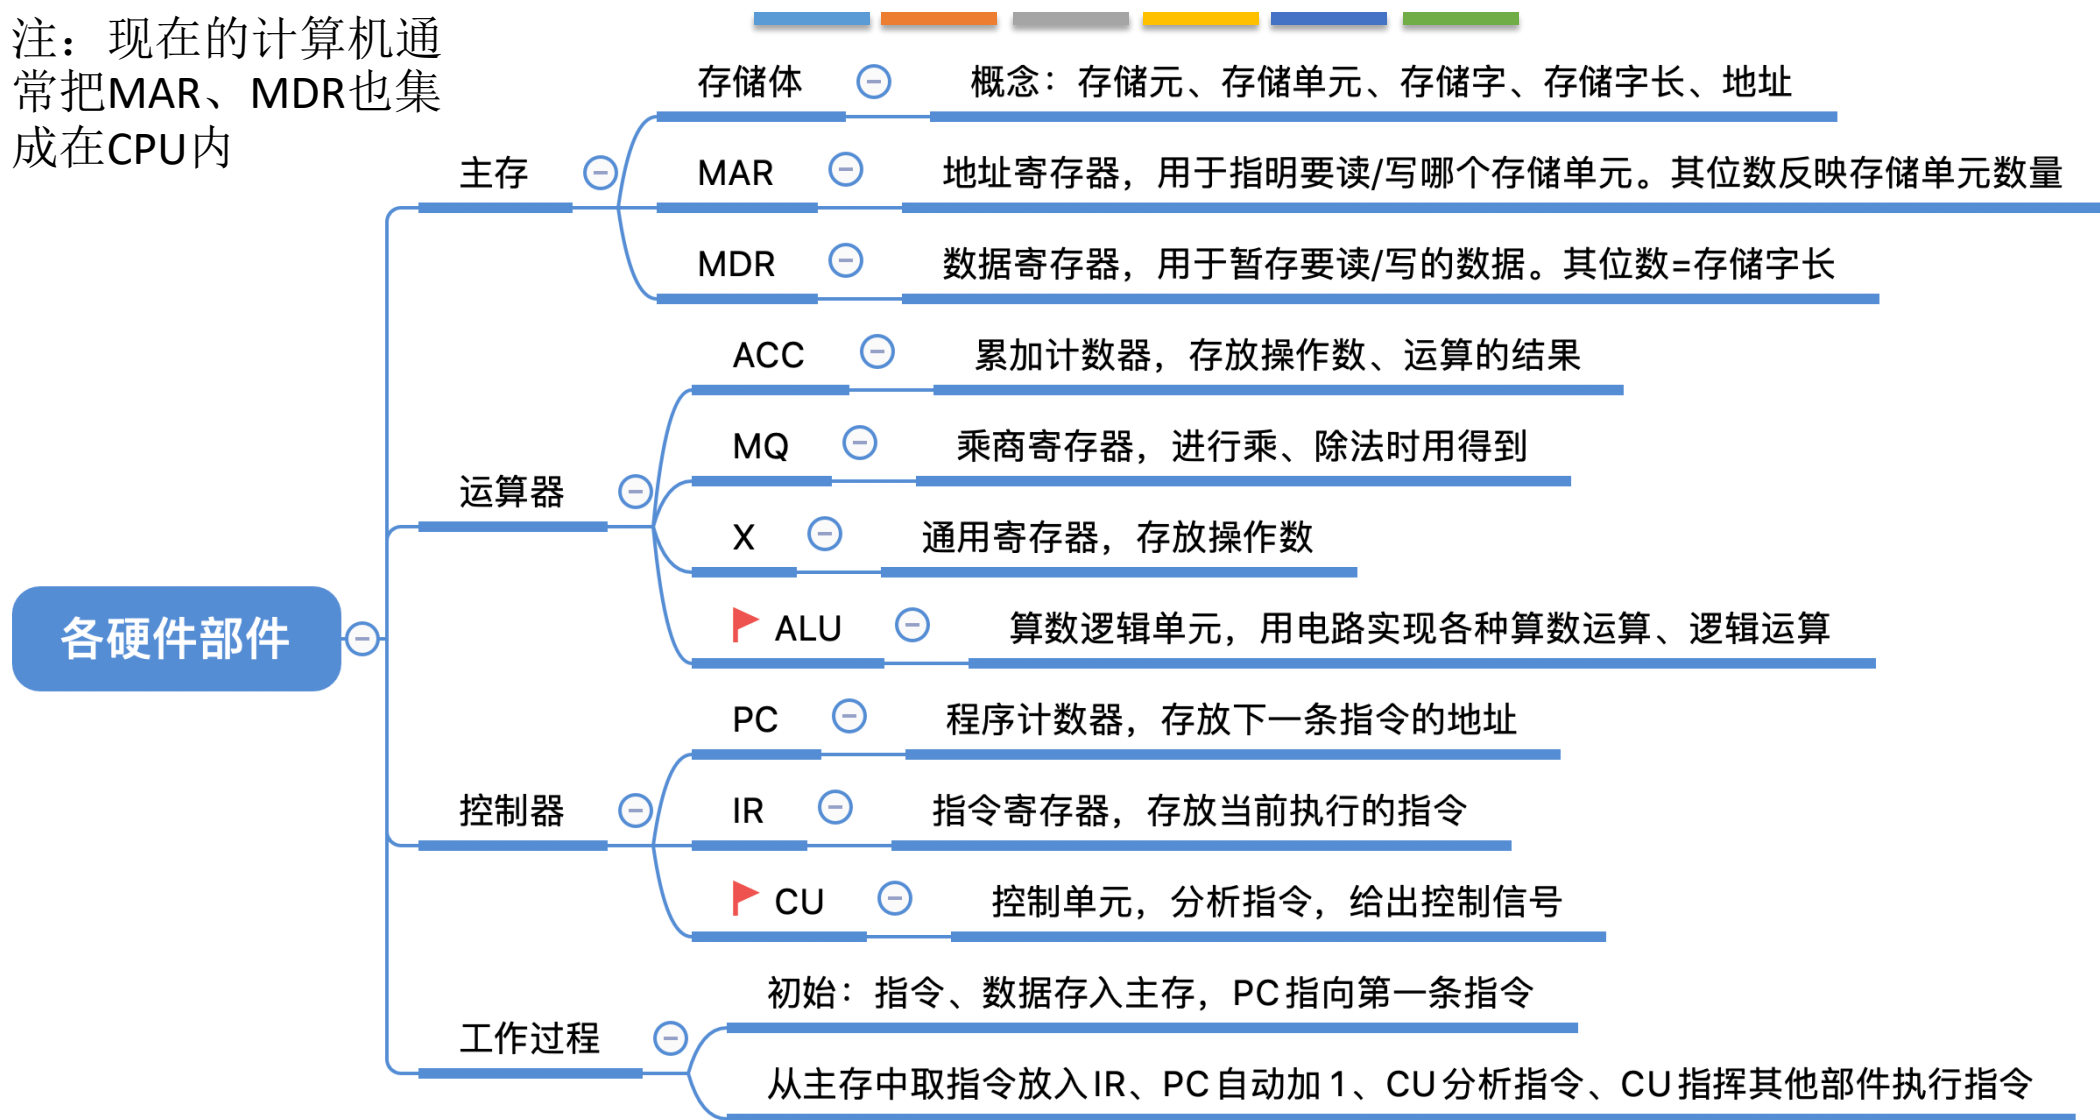 注：现在的计算机通
常把MAR、MDR也集
成在CPU内
各硬件部件
主存
存储体
概念：存储元、存储单元、存储字、存储字长、地址
MAR
地址寄存器，用于指明要读/写哪个存储单元。其位数反映存储单元数量
MDR
数据寄存器，用于暂存要读/写的数据。其位数=存储字长
运算器
ACC
累加计数器，存放操作数、运算的结果
MQ
乘商寄存器，进行乘、除法时用得到
X
通用寄存器，存放操作数
ALU
算数逻辑单元，用电路实现各种算数运算、逻辑运算
控制器
PC
程序计数器，存放下一条指令的地址
IR
指令寄存器，存放当前执行的指令
CU
控制单元，分析指令，给出控制信号
工作过程
初始：指令、数据存入主存，PC指向第一条指令
从主存中取指令放入IR、PC自动加1、CU分析指令、CU指挥其他部件执行指令